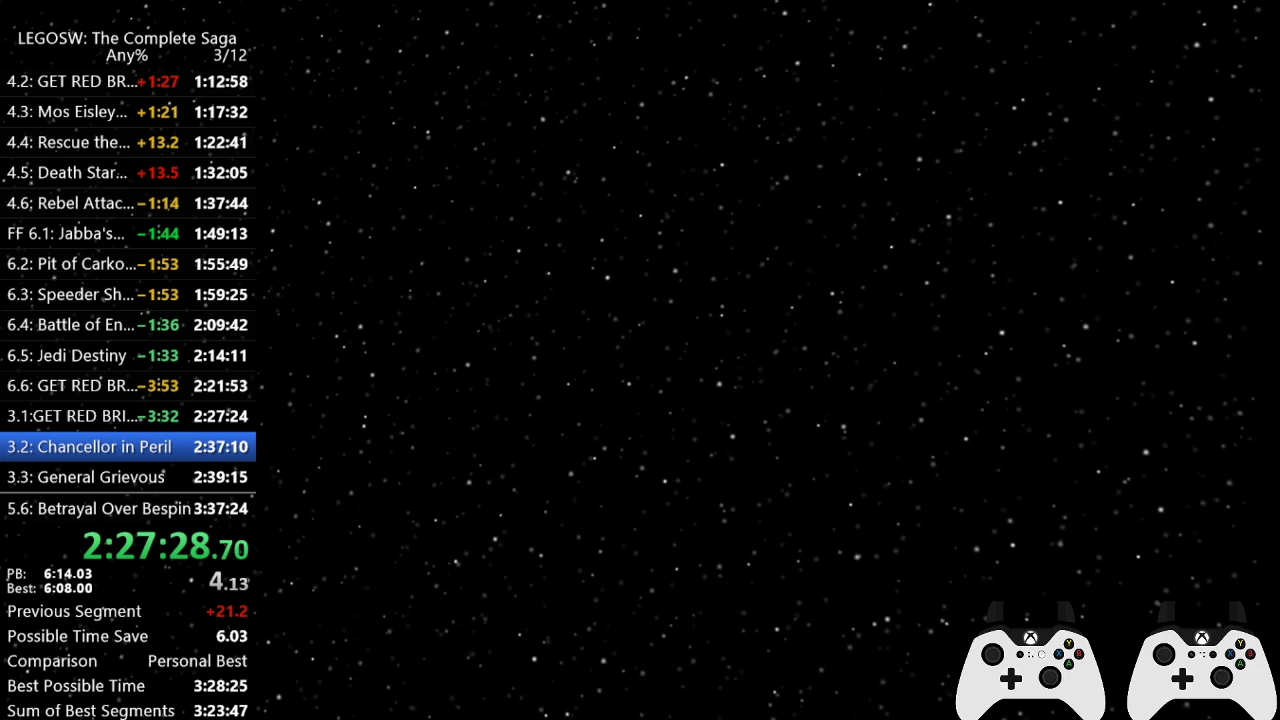 LEGOSW: The Complete Saga
Any% 3/12
4.2: GET RED BR... +1:27 1:12:58
4.3: Mos Eisley... +1:21 1:17:32
4.4: Rescue the... +13.2 1:22:41
4.5: Death Star... +13.5 1:32:05
4.6: Rebel Attac... −1:14 1:37:44
FF 6.1: Jabba's... −1:44 1:49:13
6.2: Pit of Carko... −1:53 1:55:49
6.3: Speeder Sh... −1:53 1:59:25
6.4: Battle of En... −1:36 2:09:42
6.5: Jedi Destiny −1:33 2:14:11
6.6: GET RED BR... −3:53 2:21:53
3.1:GET RED BRI... −3:32 2:27:24
3.2: Chancellor in Peril 2:37:10
3.3: General Grievous 2:39:15
5.6: Betrayal Over Bespin 3:37:24
2:27:28.70
PB: 6:14.03
4.13
Best: 6:08.00
Previous Segment +21.2
Possible Time Save 6.03
Comparison Personal Best
Best Possible Time 3:28:25
Sum of Best Segments 3:23:47
Y
X B
A
Y
X B
A